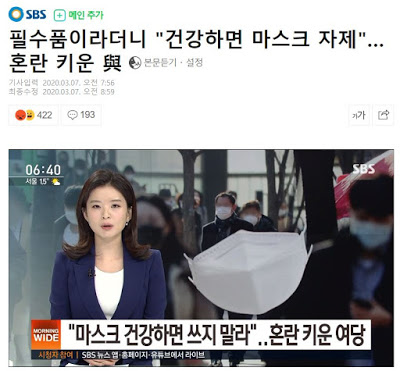 SBS + 메인 추가
필수품이라더니 "건강하면 마스크 자제"...
혼란 키운 與 본문듣기 · 설정
기사입력 2020.03.07. 오전 7:56
최종수정 2020.03.07. 오전 8:59
422 193 가가
06:40
서울 1.5°
SBS
MORNING WIDE
"마스크 건강하면 쓰지 말라"..혼란 키운 여당
시청자 참여 SBS 뉴스 앱·홈페이지·유튜브에서 라이브